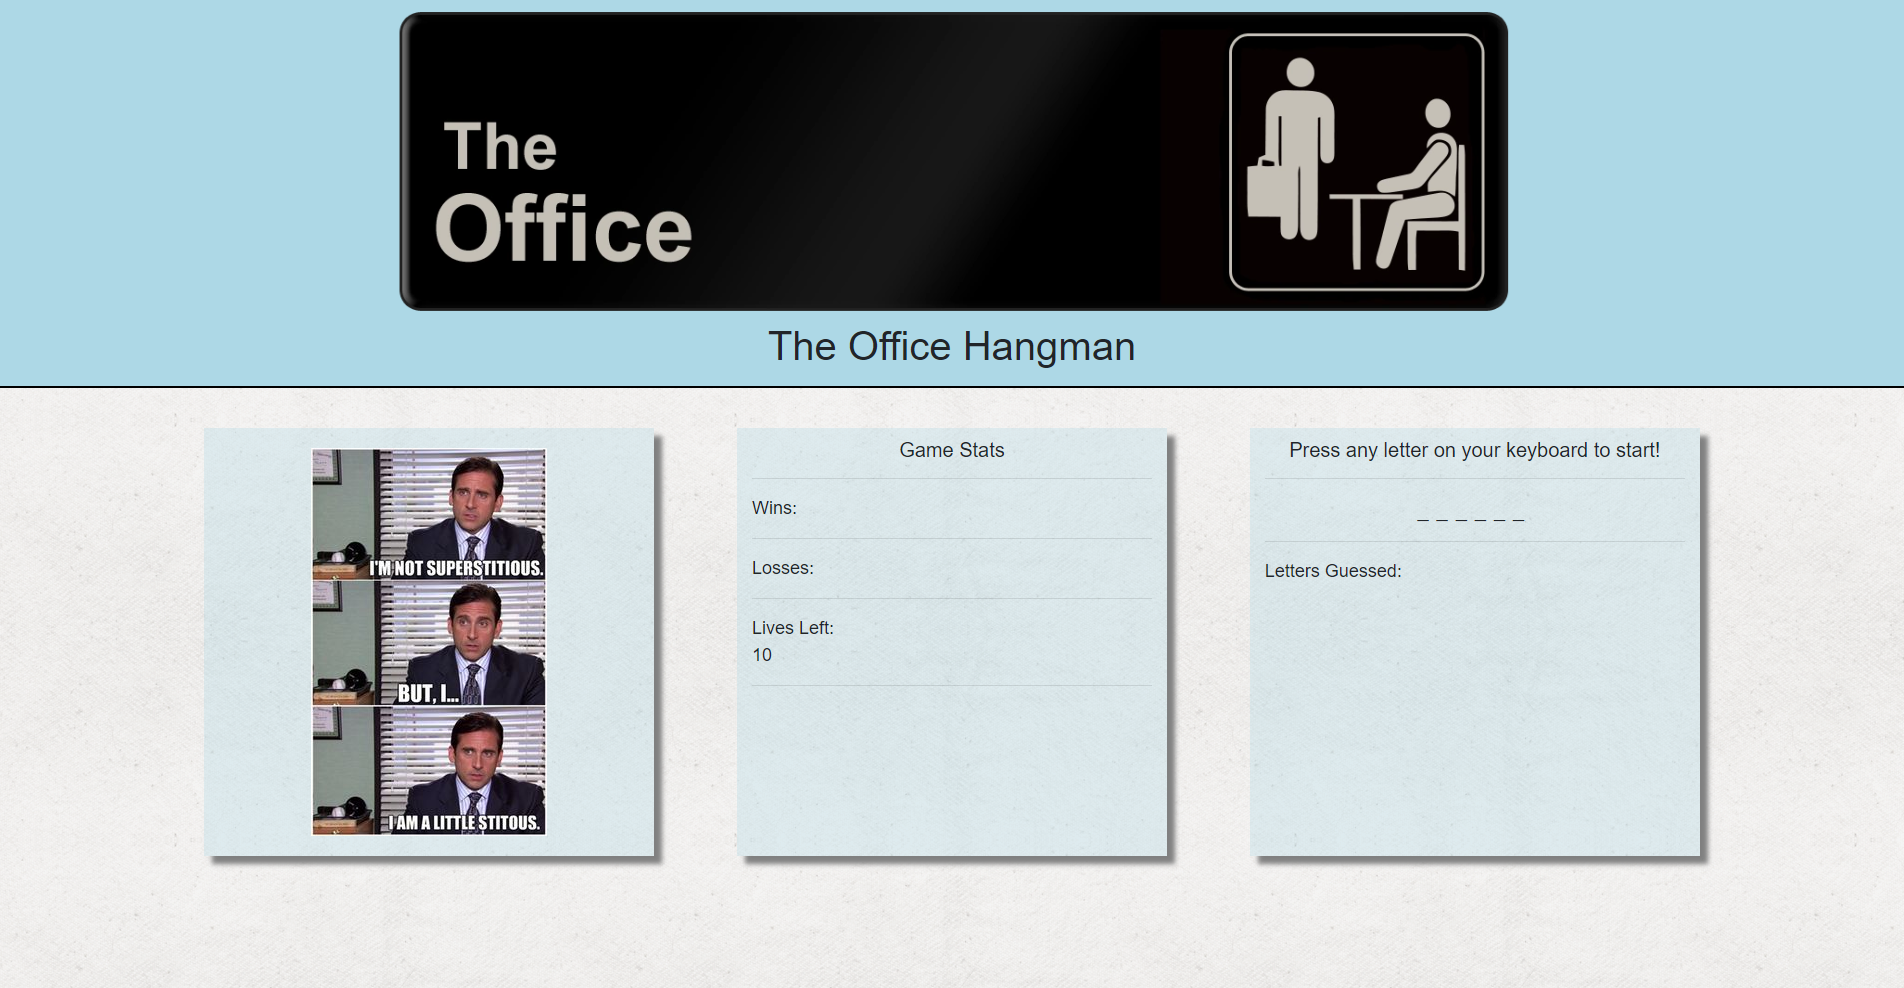 The
Office
The Office Hangman
I'M NOT SUPERSTITIOUS.
BUT, I...
I AM A LITTLE STITOUS.
Game Stats
Wins:
Losses:
Lives Left:
10
Press any letter on your keyboard to start!
_ _ _ _ _ _
Letters Guessed: